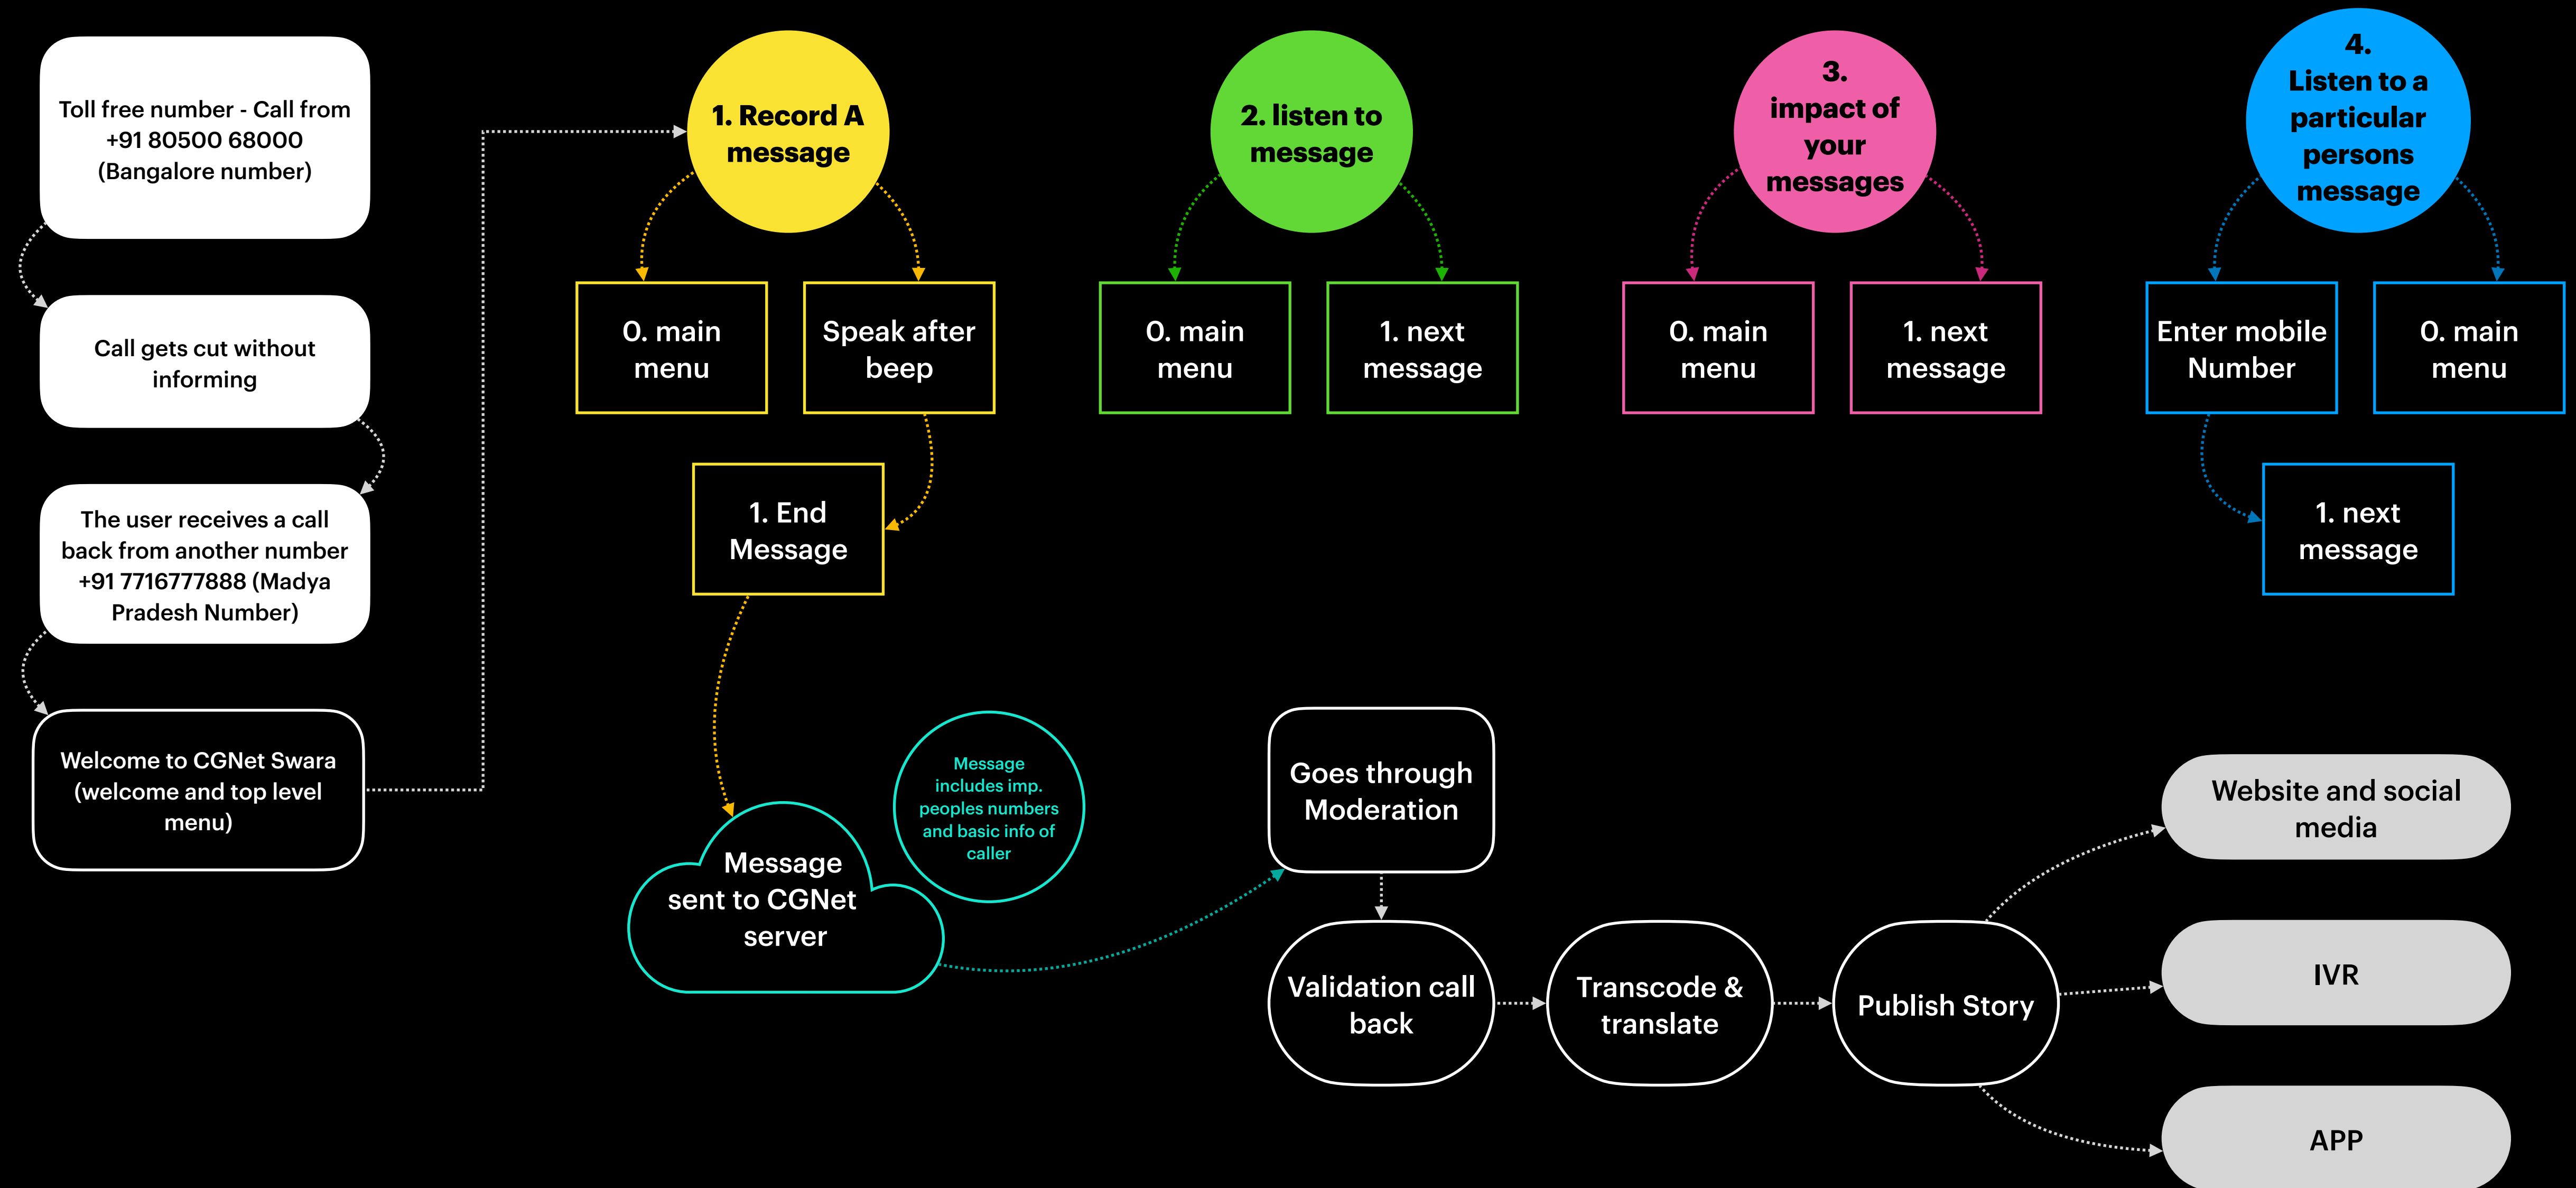 Toll free number - Call from
+91 80500 68000
(Bangalore number)
Call gets cut without
informing
The user receives a call
back from another number
+91 7716777888 (Madya
Pradesh Number)
Welcome to CGNet Swara
(welcome and top level
menu)
1. Record A
message
0. main
menu
Speak after
beep
1. End
Message
2. listen to
message
0. main
menu
1. next
message
3.
impact of
your
messages
0. main
menu
1. next
message
4.
Listen to a
particular
persons
message
Enter mobile
Number
0. main
menu
1. next
message
Message
sent to CGNet
server
Message
includes imp.
peoples numbers
and basic info of
caller
Goes through
Moderation
Validation call
back
Transcode &
translate
Publish Story
Website and social
media
IVR
APP